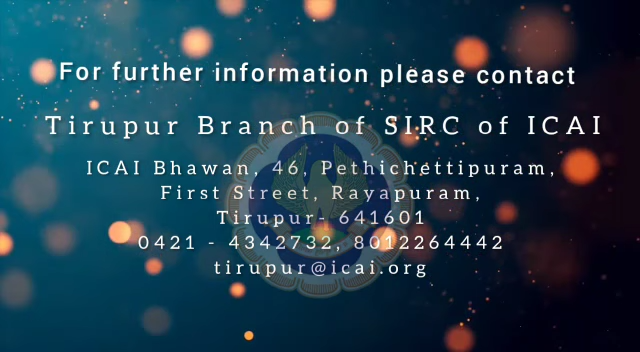 For further information please contact
Tirupur Branch of SIRC of ICAI
ICAI Bhawan, 46, Pethichettipuram,
First Street, Rayapuram,
Tirupur- 641601
0421 - 4342732, 8012264442
tirupur@icai.org